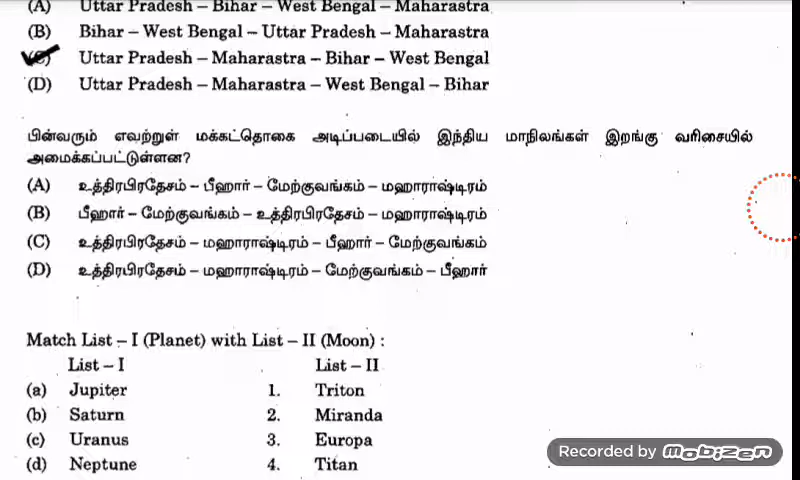 (A) Uttar Pradesh – Bihar – West Bengal – Maharastra
(B) Bihar – West Bengal – Uttar Pradesh – Maharastra
(C) Uttar Pradesh – Maharastra – Bihar – West Bengal
(D) Uttar Pradesh – Maharastra – West Bengal – Bihar
பின்வரும் எவற்றுள் மக்கட்தொகை அடிப்படையில் இந்திய மாநிலங்கள் இறங்கு வரிசையில்
அமைக்கப்பட்டுள்ளன?
(A) உத்திரபிரதேசம் – பீஹார் – மேற்குவங்கம் – மஹாராஷ்டிரம்
(B) பீஹார் – மேற்குவங்கம் – உத்திரபிரதேசம் – மஹாராஷ்டிரம்
(C) உத்திரபிரதேசம் – மஹாராஷ்டிரம் – பீஹார் – மேற்குவங்கம்
(D) உத்திரபிரதேசம் – மஹாராஷ்டிரம் – மேற்குவங்கம் – பீஹார்
Match List – I (Planet) with List – II (Moon) :
List – I List – II
(a) Jupiter 1. Triton
(b) Saturn 2. Miranda
(c) Uranus 3. Europa
(d) Neptune 4. Titan
Recorded by mobizen